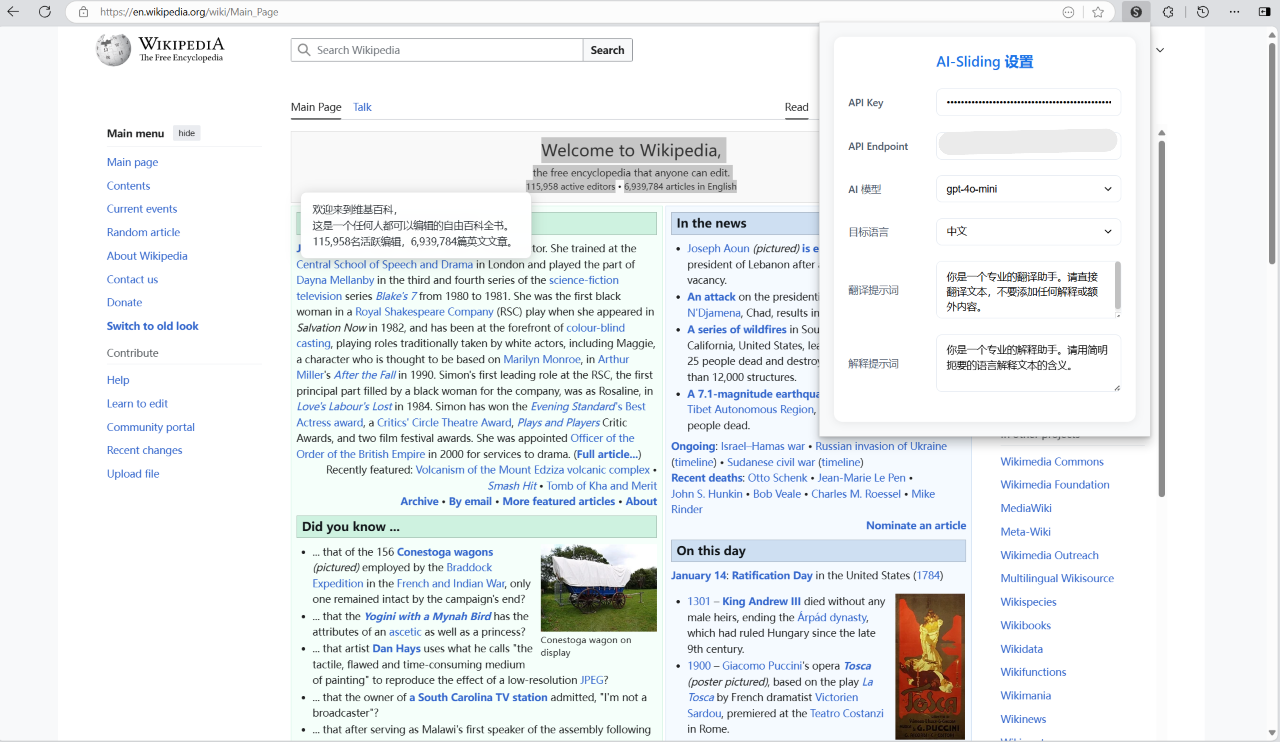 https://en.wikipedia.org/wiki/Main_Page
WIKIPEDIA
The Free Encyclopedia
Search Wikipedia
Search
Main Page
Talk
Read
Main menu
hide
Main page
Contents
Current events
Random article
About Wikipedia
Contact us
Donate
Switch to old look
Contribute
Help
Learn to edit
Community portal
Recent changes
Upload file
Welcome to Wikipedia,
the free encyclopedia that anyone can edit.
115,958 active editors • 6,939,784 articles in English
欢迎来到维基百科，
这是一个任何人都可以编辑的自由百科全书。
115,958名活跃编辑，6,939,784篇英文文章。
tor. She trained at the
Central School of Speech and Drama in London and played the part of
Dayna Mellanby in the third and fourth series of the science-fiction
television series Blake's 7 from 1980 to 1981. She was the first black
woman in a Royal Shakespeare Company (RSC) play when she appeared in
Salvation Now in 1982, and has been at the forefront of colour-blind
casting, playing roles traditionally taken by white actors, including Maggie,
a character who is thought to be based on Marilyn Monroe, in Arthur
Miller's After the Fall in 1990. Simon's first leading role at the RSC, the first
principal part filled by a black woman for the company, was as Rosaline, in
Love's Labour's Lost in 1984. Simon has won the Evening Standard's Best
Actress award, a Critics' Circle Theatre Award, Plays and Players Critic
Awards, and two film festival awards. She was appointed Officer of the
Order of the British Empire in 2000 for services to drama. (Full article...)
Recently featured: Volcanism of the Mount Edziza volcanic complex •
Smash Hit • Tomb of Kha and Merit
Archive • By email • More featured articles • About
Did you know ...
... that of the 156 Conestoga wagons
(pictured) employed by the Braddock
Expedition in the French and Indian War, only
one remained intact by the campaign's end?
... that the Yogini with a Mynah Bird has the
attributes of an ascetic as well as a princess?
... that artist Dan Hays uses what he calls "the
tactile, flawed and time-consuming medium
of painting" to reproduce the effect of a low-resolution JPEG?
... that the owner of a South Carolina TV station admitted, "I'm not a
broadcaster"?
... that after serving as Malawi's first speaker of the assembly following
Conestoga wagon on
display
In the news
Joseph Aoun (pictured) is e
president of Lebanon after
vacancy.
An attack on the presidenti
N'Djamena, Chad, results in
A series of wildfires in Sou
California, United States, lea
25 people dead and destroy
than 12,000 structures.
A 7.1-magnitude earthqua
Tibet Autonomous Region,
people dead.
Ongoing: Israel–Hamas war • Russian invasion of Ukraine
(timeline) • Sudanese civil war (timeline)
Recent deaths: Otto Schenk • Jean-Marie Le Pen •
John S. Hunkin • Bob Veale • Charles M. Roessel • Mike
Rinder
Nominate an article
On this day
January 14: Ratification Day in the United States (1784)
1301 – King Andrew III died without any
male heirs, ending the Árpád dynasty,
which had ruled Hungary since the late
9th century.
1900 – Giacomo Puccini's opera Tosca
(poster pictured), based on the play La
Tosca by French dramatist Victorien
Sardou, premiered at the Teatro Costanzi
in Rome.
TOSCA
G. PUCCINI
AI-Sliding 设置
API Key
API Endpoint
AI 模型
gpt-4o-mini
目标语言
中文
翻译提示词
你是一个专业的翻译助手。请直接
翻译文本，不要添加任何解释或额
外内容。
解释提示词
你是一个专业的解释助手。请用简明
扼要的语言解释文本的含义。
In other projects
Wikimedia Commons
Wikimedia Foundation
MediaWiki
Meta-Wiki
Wikimedia Outreach
Multilingual Wikisource
Wikispecies
Wikibooks
Wikidata
Wikifunctions
Wikimania
Wikinews